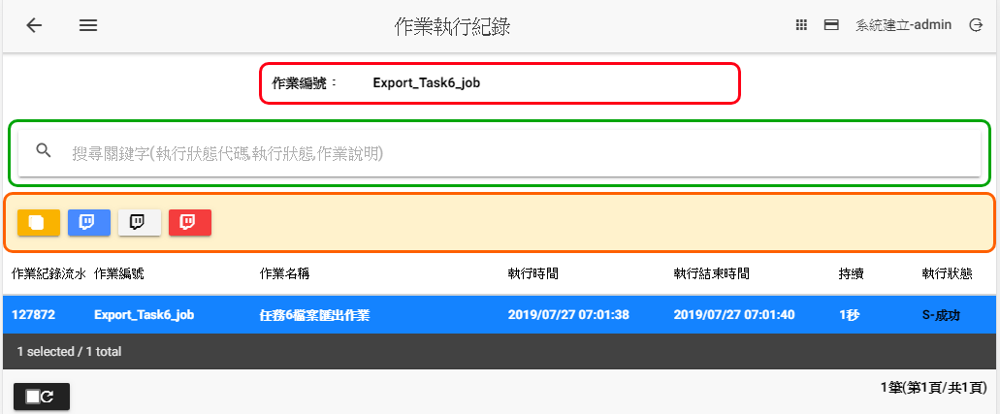 作業執行紀錄 系統建立-admin
作業編號： Export_Task6_job
搜尋關鍵字(執行狀態代碼,執行狀態,作業說明)
作業紀錄流水 作業編號 作業名稱 執行時間 執行結束時間 持續 執行狀態
127872 Export_Task6_job 任務6檔案匯出作業 2019/07/27 07:01:38 2019/07/27 07:01:40 1秒 S-成功
1 selected / 1 total
1筆(第1頁/共1頁)